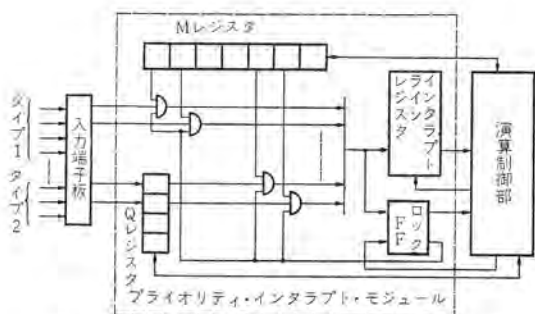 Mレジスタ
タイプ1
タイプ2
入力端子板
Qレジスタ
インタラプト
ライン
レジスタ
ロック
FF
演算制御部
プライオリティ・インタラプト・モジュール